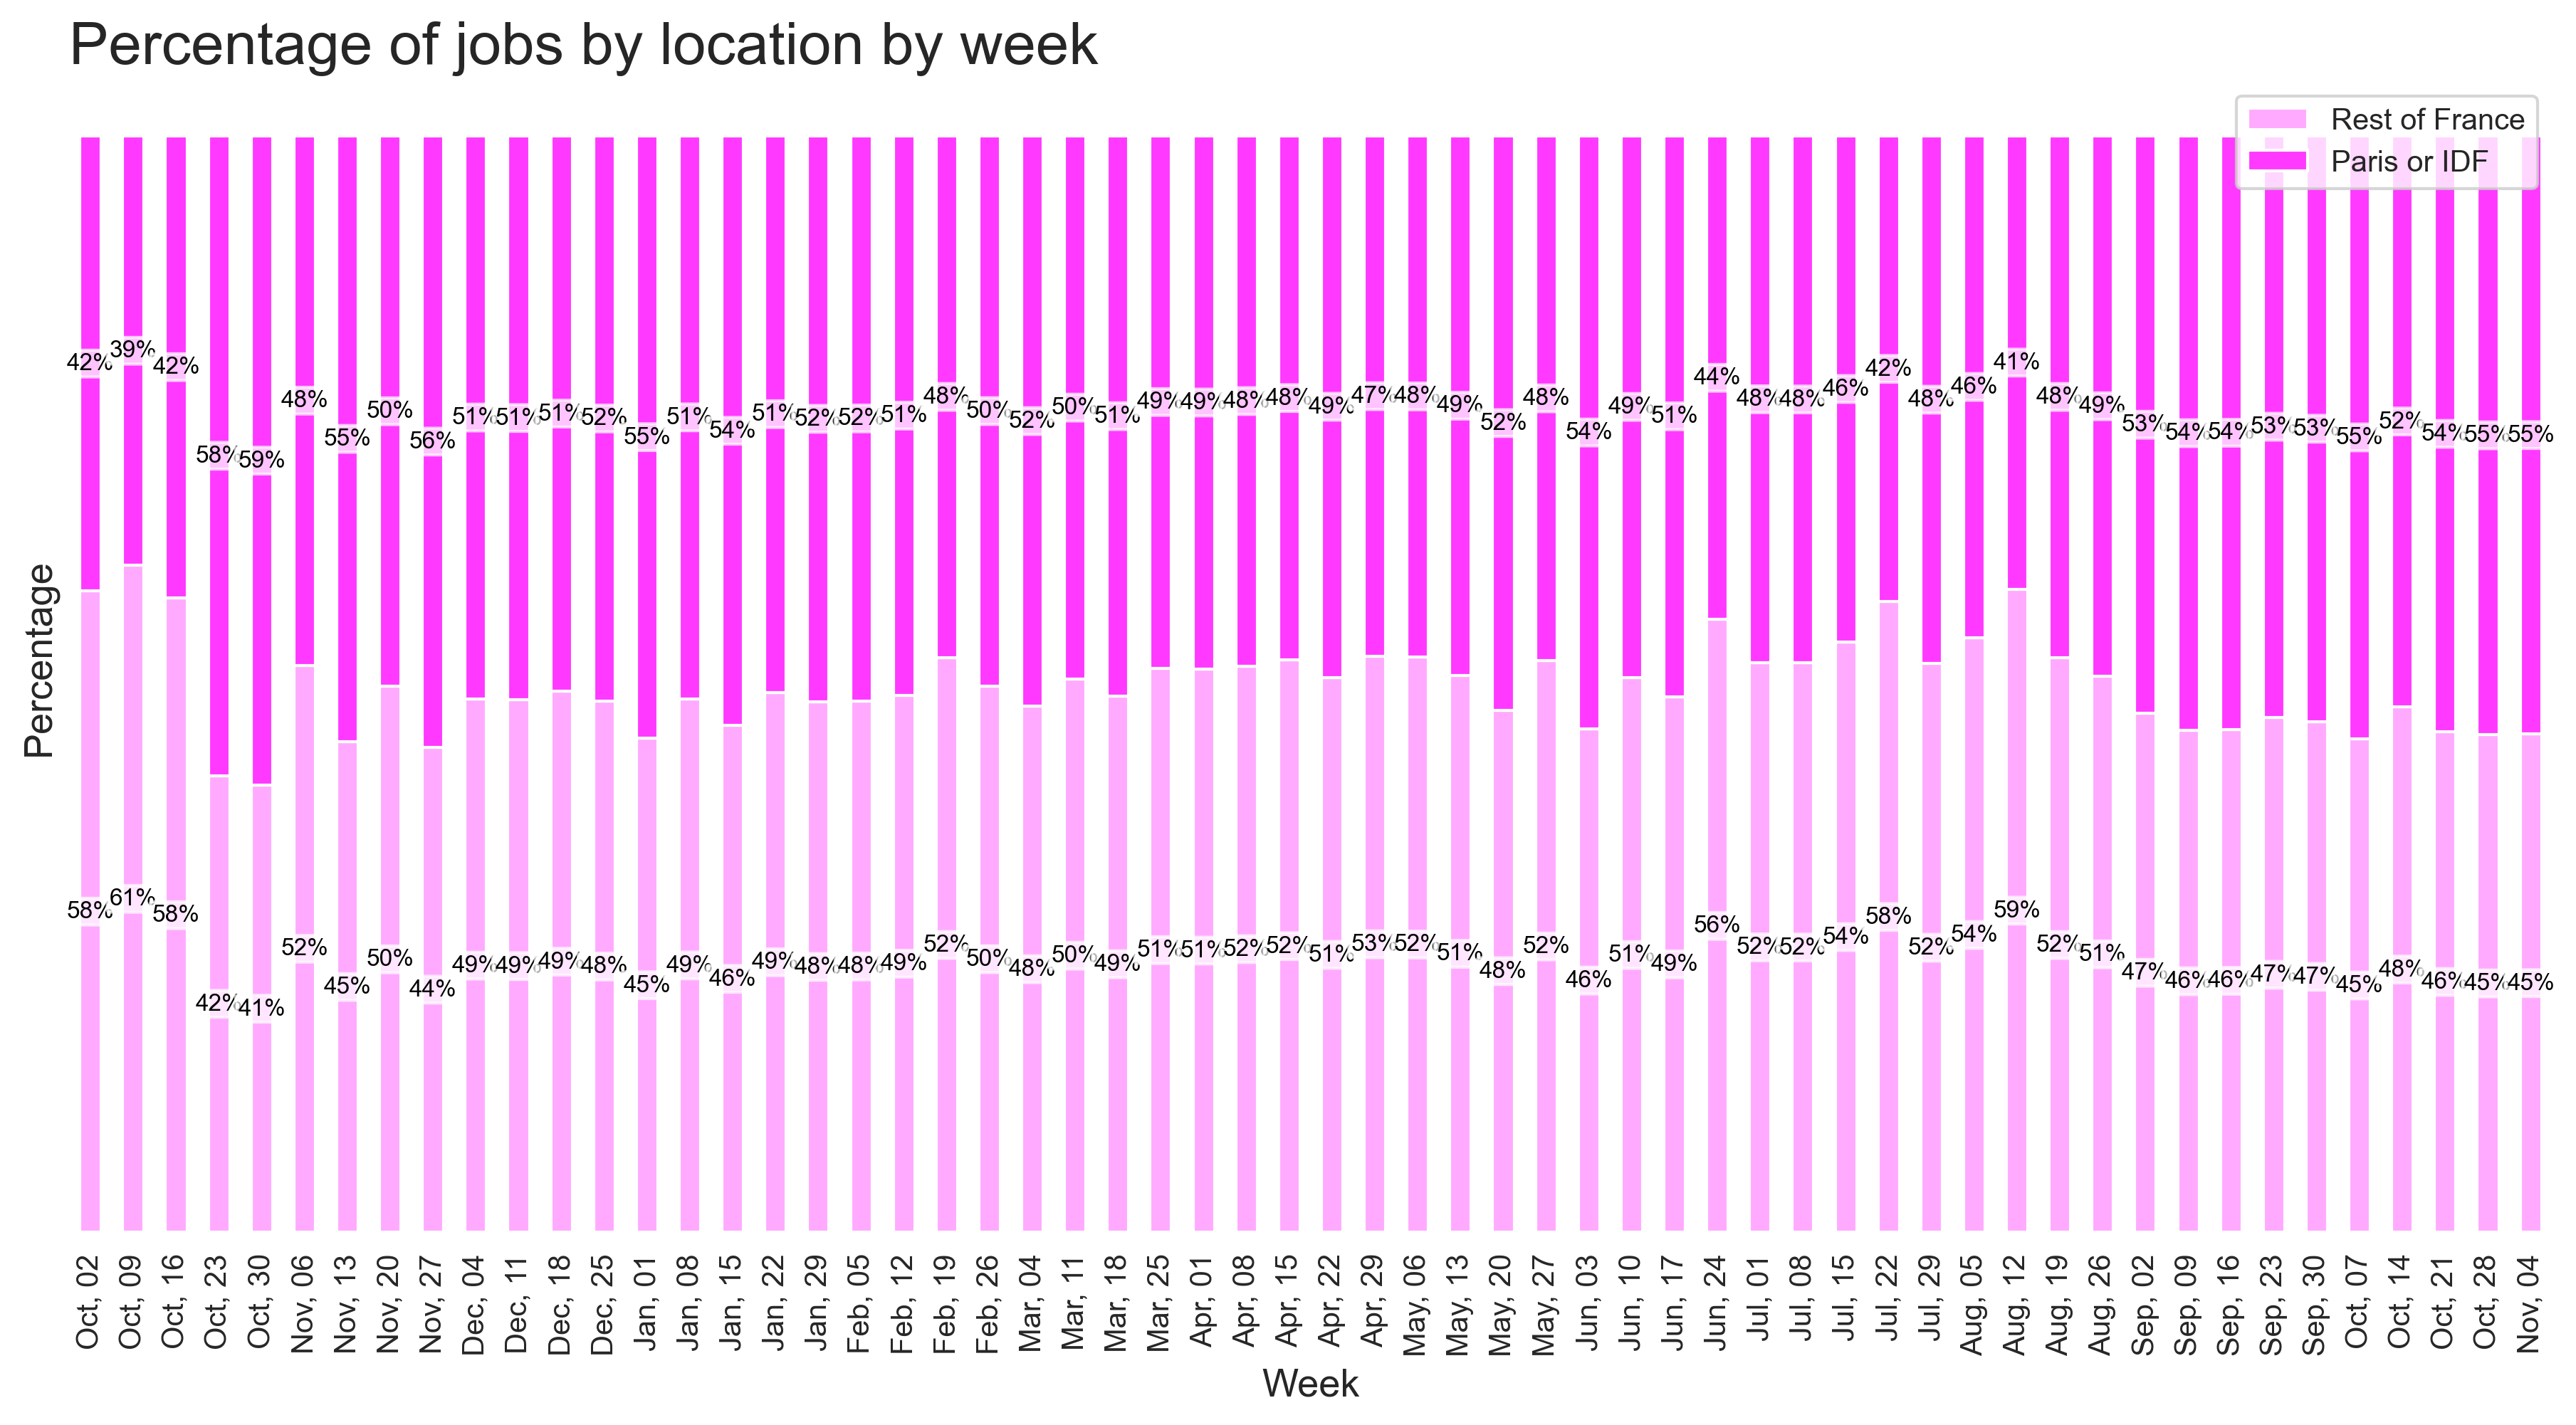 Percentage of jobs by location by week
Rest of France
Paris or IDF
Percentage
42% 39% 42% 58% 59% 48% 55% 50% 56% 51% 51% 51% 52% 55% 51% 54% 51% 52% 52% 51% 48% 50% 52% 50% 51% 49% 49% 48% 48% 49% 47% 48% 49% 52% 48% 54% 49% 51% 44% 48% 48% 46% 42% 48% 46% 41% 48% 49% 53% 54% 54% 53% 53% 55% 52% 54% 55% 55%
58% 61% 58% 42% 41% 52% 45% 50% 44% 49% 49% 49% 48% 45% 49% 46% 49% 48% 48% 49% 52% 50% 48% 50% 49% 51% 51% 52% 52% 51% 53% 52% 51% 48% 52% 46% 51% 49% 56% 52% 52% 54% 58% 52% 54% 59% 52% 51% 47% 46% 46% 47% 47% 45% 48% 46% 45% 45%
Oct, 02
Oct, 09
Oct, 16
Oct, 23
Oct, 30
Nov, 06
Nov, 13
Nov, 20
Nov, 27
Dec, 04
Dec, 11
Dec, 18
Dec, 25
Jan, 01
Jan, 08
Jan, 15
Jan, 22
Jan, 29
Feb, 05
Feb, 12
Feb, 19
Feb, 26
Mar, 04
Mar, 11
Mar, 18
Mar, 25
Apr, 01
Apr, 08
Apr, 15
Apr, 22
Apr, 29
May, 06
May, 13
May, 20
May, 27
Jun, 03
Jun, 10
Jun, 17
Jun, 24
Jul, 01
Jul, 08
Jul, 15
Jul, 22
Jul, 29
Aug, 05
Aug, 12
Aug, 19
Aug, 26
Sep, 02
Sep, 09
Sep, 16
Sep, 23
Sep, 30
Oct, 07
Oct, 14
Oct, 21
Oct, 28
Nov, 04
Week